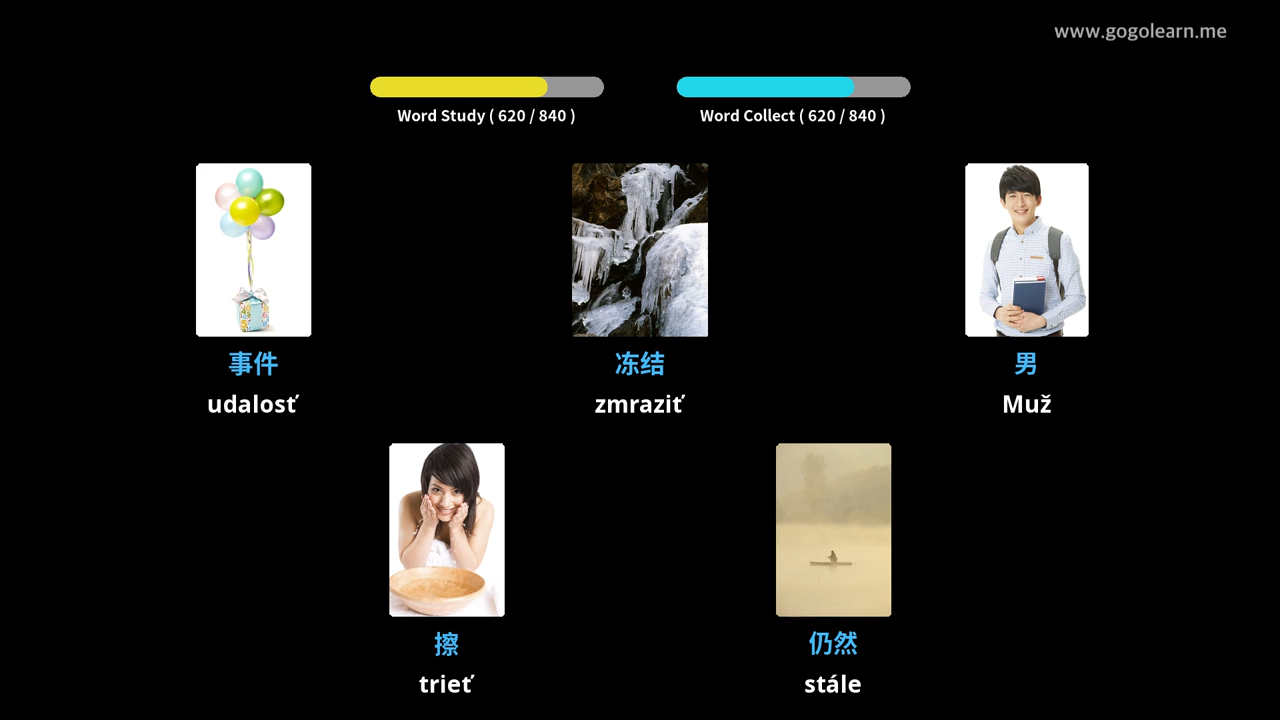 www.gogolearn.me
Word Study ( 620 / 840 )
Word Collect ( 620 / 840 )
事件
冻结
男
udalosť
zmraziť
Muž
擦
仍然
trieť
stále